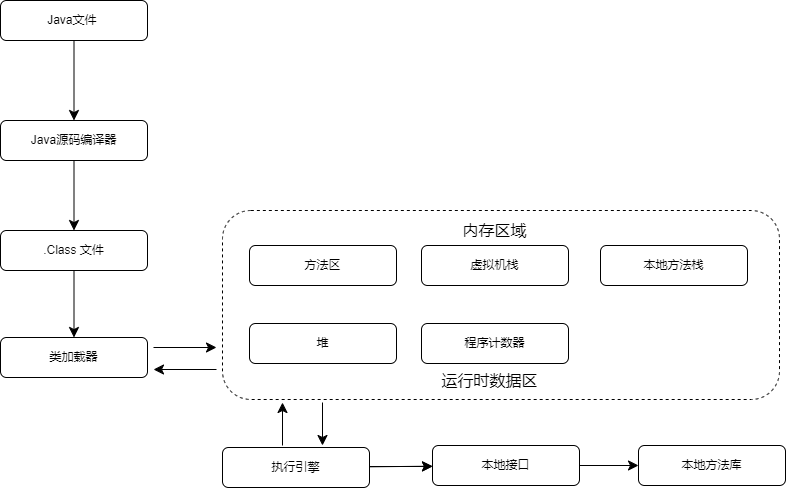 Java文件
Java源码编译器
.Class 文件
类加载器
内存区域
方法区
虚拟机栈
本地方法栈
堆
程序计数器
运行时数据区
执行引擎
本地接口
本地方法库